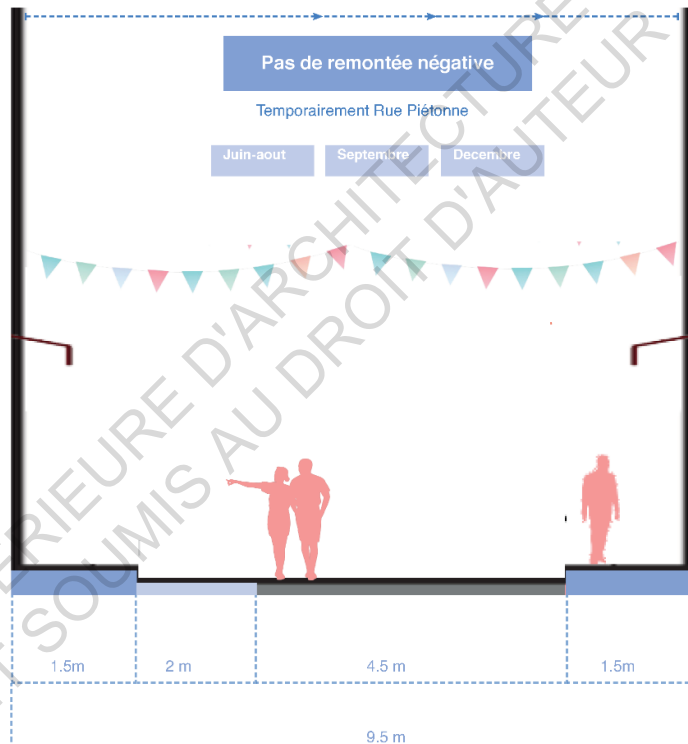 Pas de remontée négative
Temporairement Rue Piétonne
Juin-aout Septembre Decembre
ERIEURE D'ARCHITECTURE
T SOUMIS AU DROIT D'AUTEUR
1.5m 2 m 4.5 m 1.5m
9.5 m